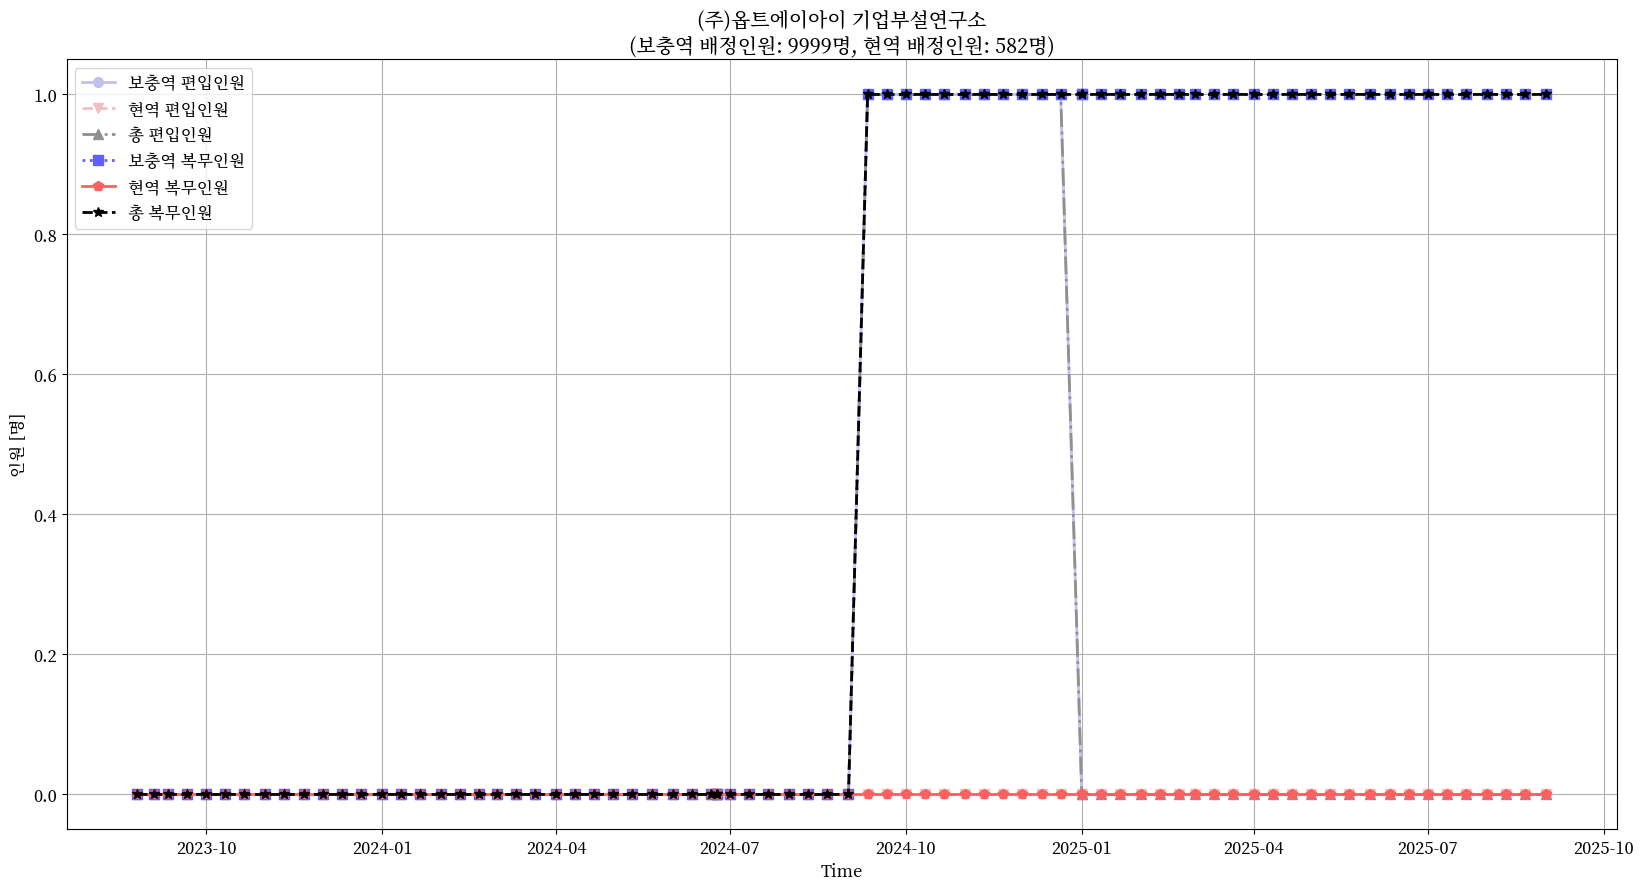 (주)옵트에이아이 기업부설연구소
(보충역 배정인원: 9999명, 현역 배정인원: 582명)
보충역 편입인원
현역 편입인원
총 편입인원
보충역 복무인원
현역 복무인원
총 복무인원
인원 [명]
1.0
0.8
0.6
0.4
0.2
0.0
2023-10 2024-01 2024-04 2024-07 2024-10 2025-01 2025-04 2025-07 2025-10
Time